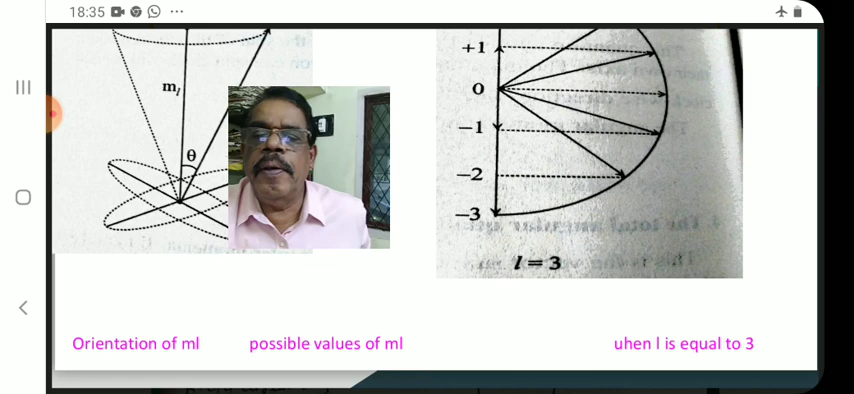 18:35
m_l
θ
+1
0
−1
−2
−3
l = 3
Orientation of ml possible values of ml uhen l is equal to 3